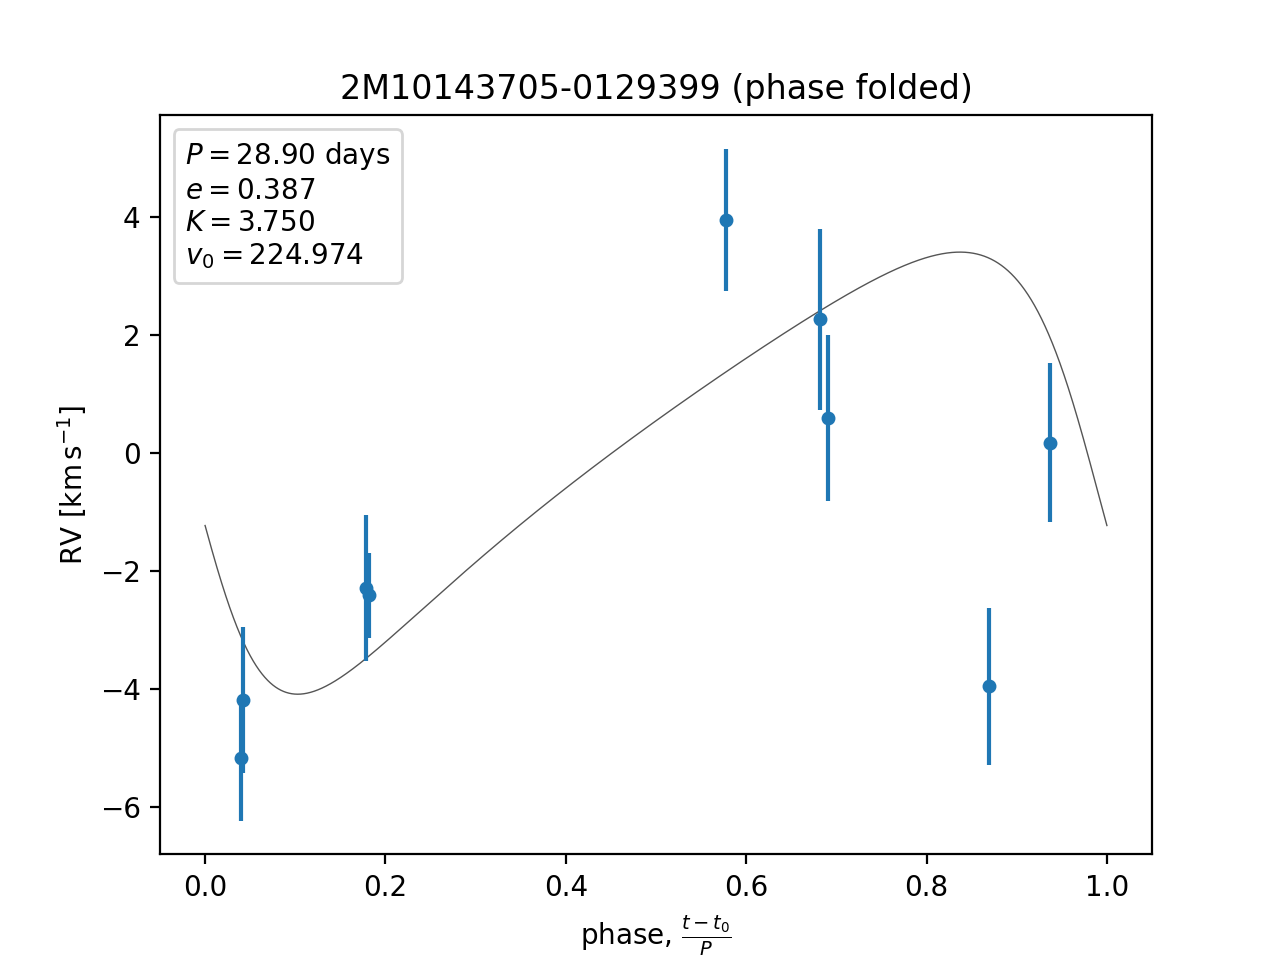 2M10143705-0129399 (phase folded)
P = 28.90 days
e = 0.387
K = 3.750
v₀ = 224.974
RV [km s⁻¹]
4
2
0
−2
−4
−6
0.0 0.2 0.4 0.6 0.8 1.0
phase, (t − t₀)/P